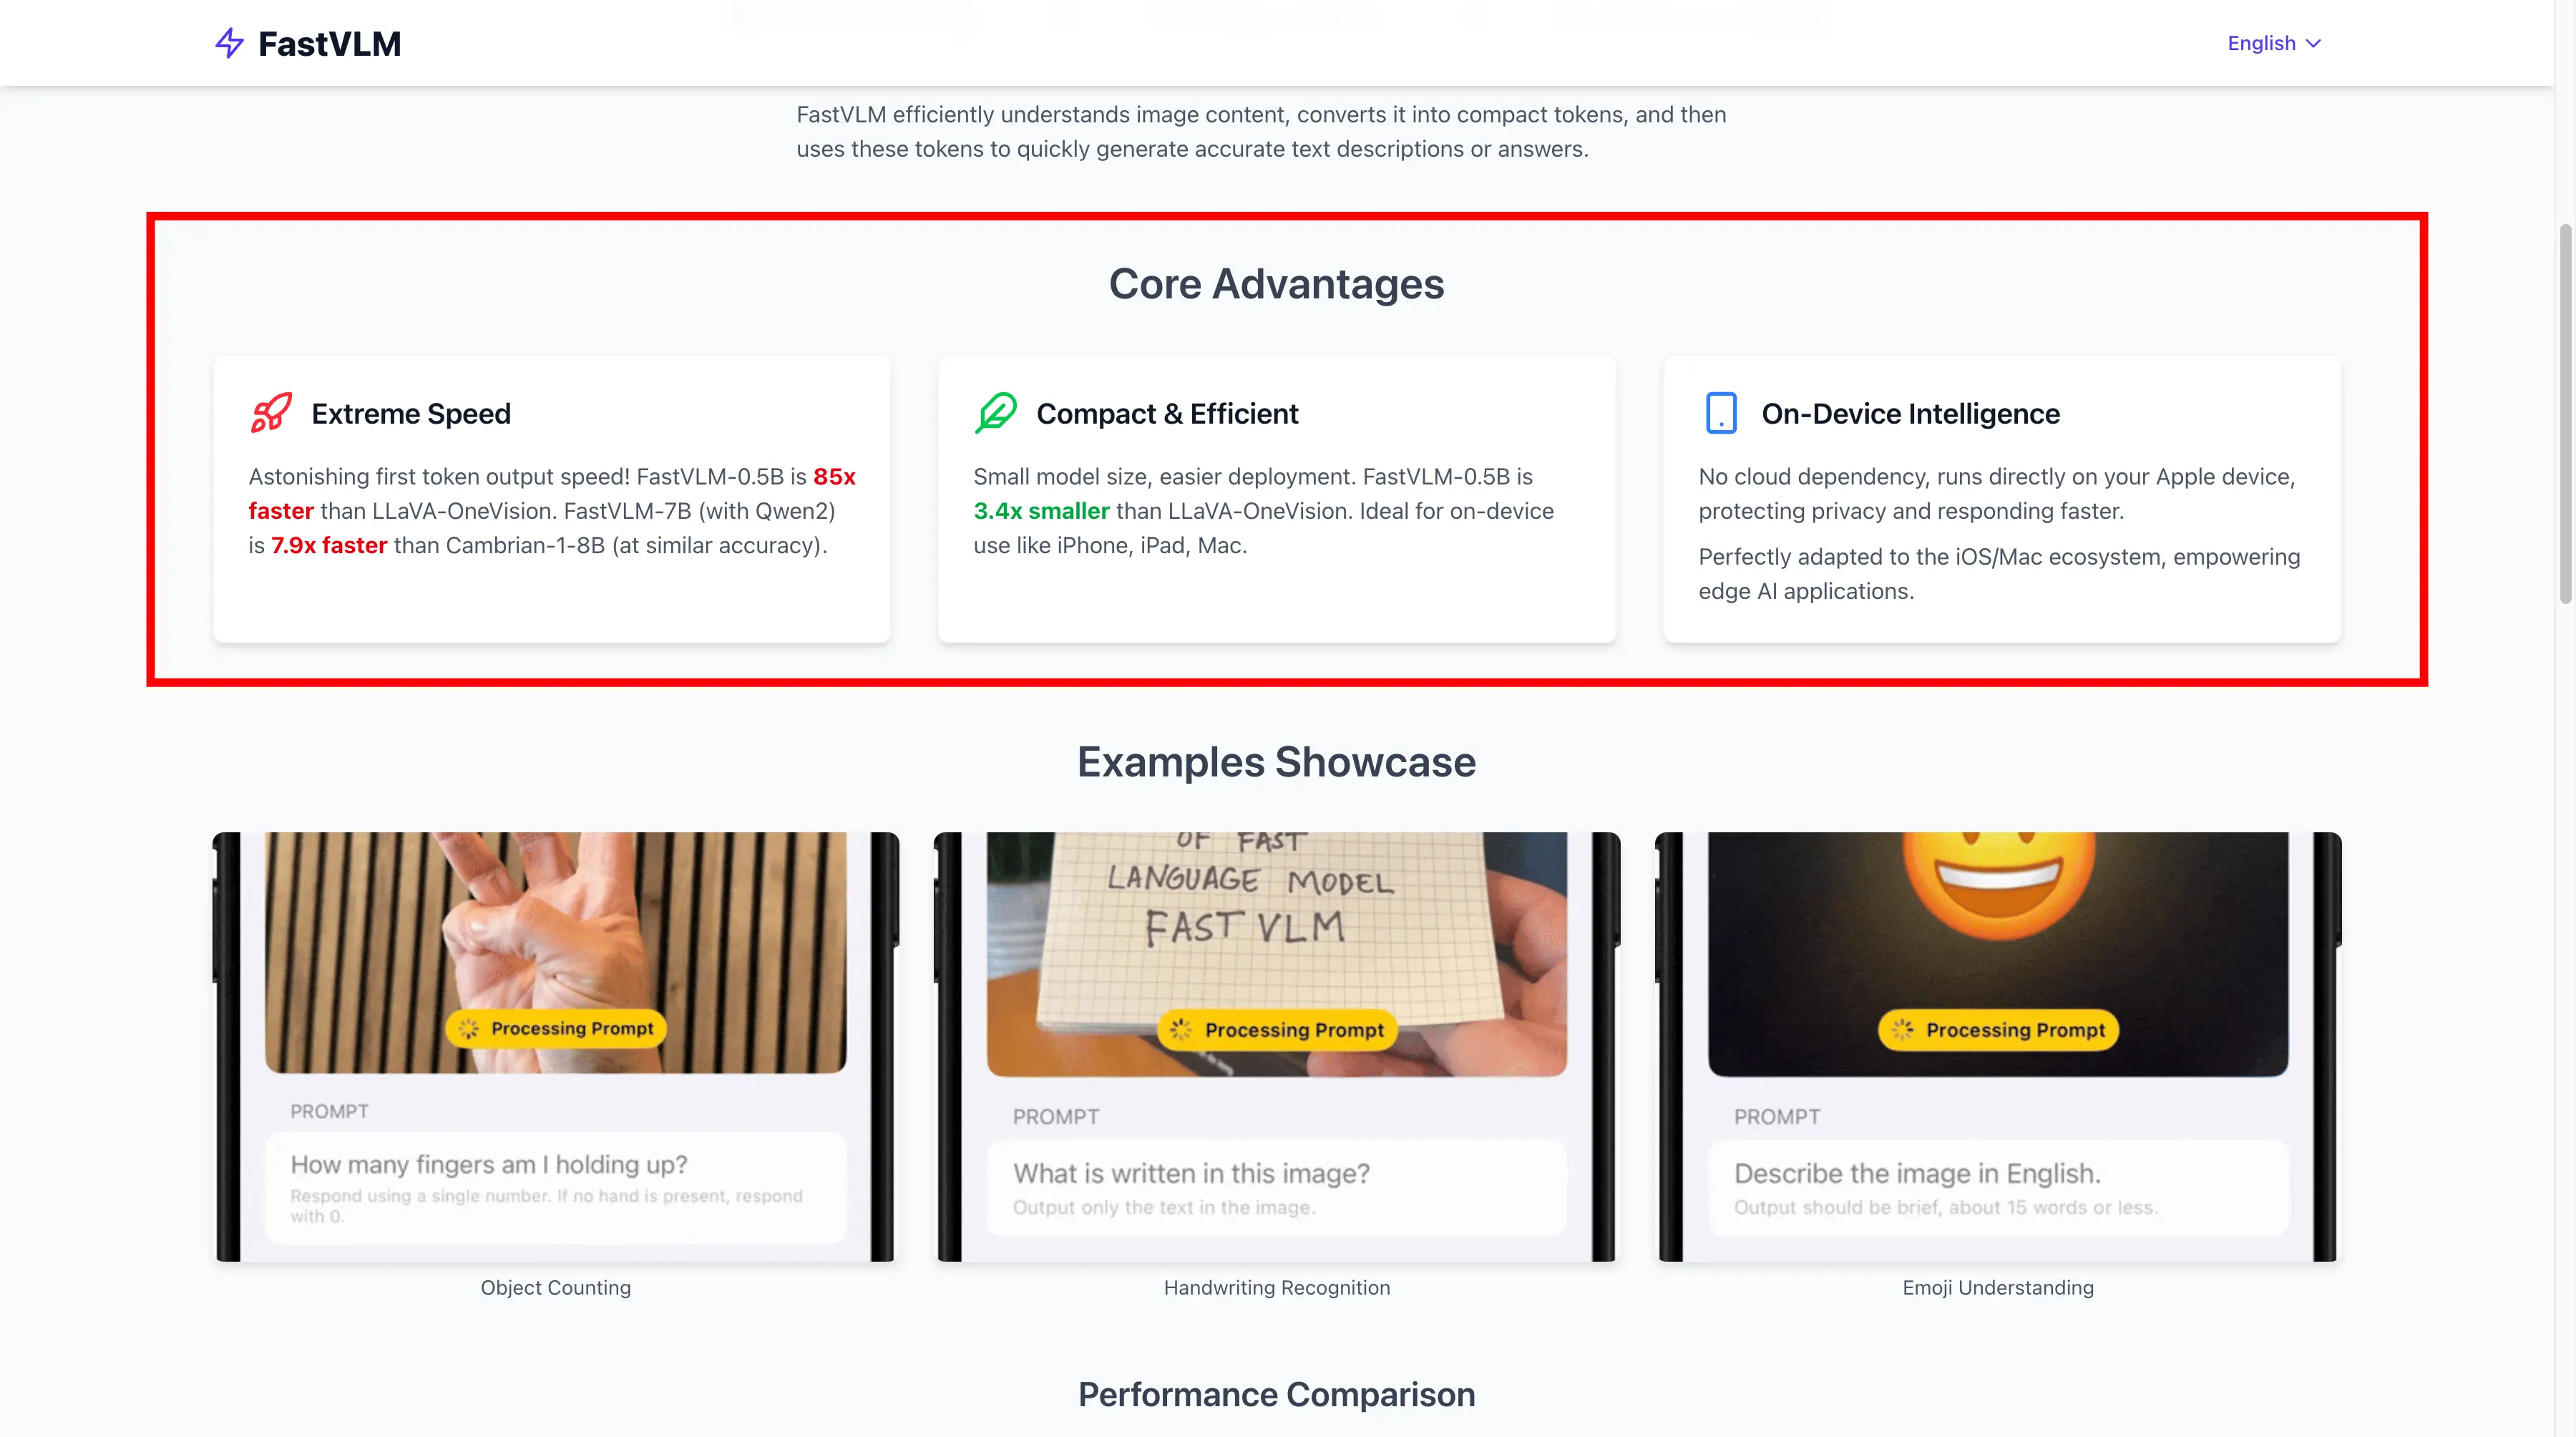 FastVLM
English
FastVLM efficiently understands image content, converts it into compact tokens, and then
uses these tokens to quickly generate accurate text descriptions or answers.
Core Advantages
Extreme Speed
Astonishing first token output speed! FastVLM-0.5B is 85x
faster than LLaVA-OneVision. FastVLM-7B (with Qwen2)
is 7.9x faster than Cambrian-1-8B (at similar accuracy).
Compact & Efficient
Small model size, easier deployment. FastVLM-0.5B is
3.4x smaller than LLaVA-OneVision. Ideal for on-device
use like iPhone, iPad, Mac.
On-Device Intelligence
No cloud dependency, runs directly on your Apple device,
protecting privacy and responding faster.
Perfectly adapted to the iOS/Mac ecosystem, empowering
edge AI applications.
Examples Showcase
Processing Prompt
PROMPT
How many fingers am I holding up?
Respond using a single number. If no hand is present, respond
with 0.
Object Counting
OF FAST
LANGUAGE MODEL
FAST VLM
Processing Prompt
PROMPT
What is written in this image?
Output only the text in the image.
Handwriting Recognition
Processing Prompt
PROMPT
Describe the image in English.
Output should be brief, about 15 words or less.
Emoji Understanding
Performance Comparison